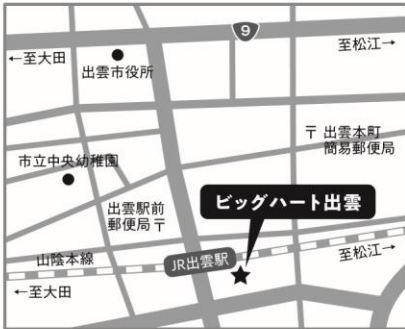 9
←至大田
至松江→
出雲市役所
〒 出雲本町
簡易郵便局
市立中央幼稚園
出雲駅前
郵便局〒
ビッグハート出雲
山陰本線
JR出雲駅
至松江→
←至大田